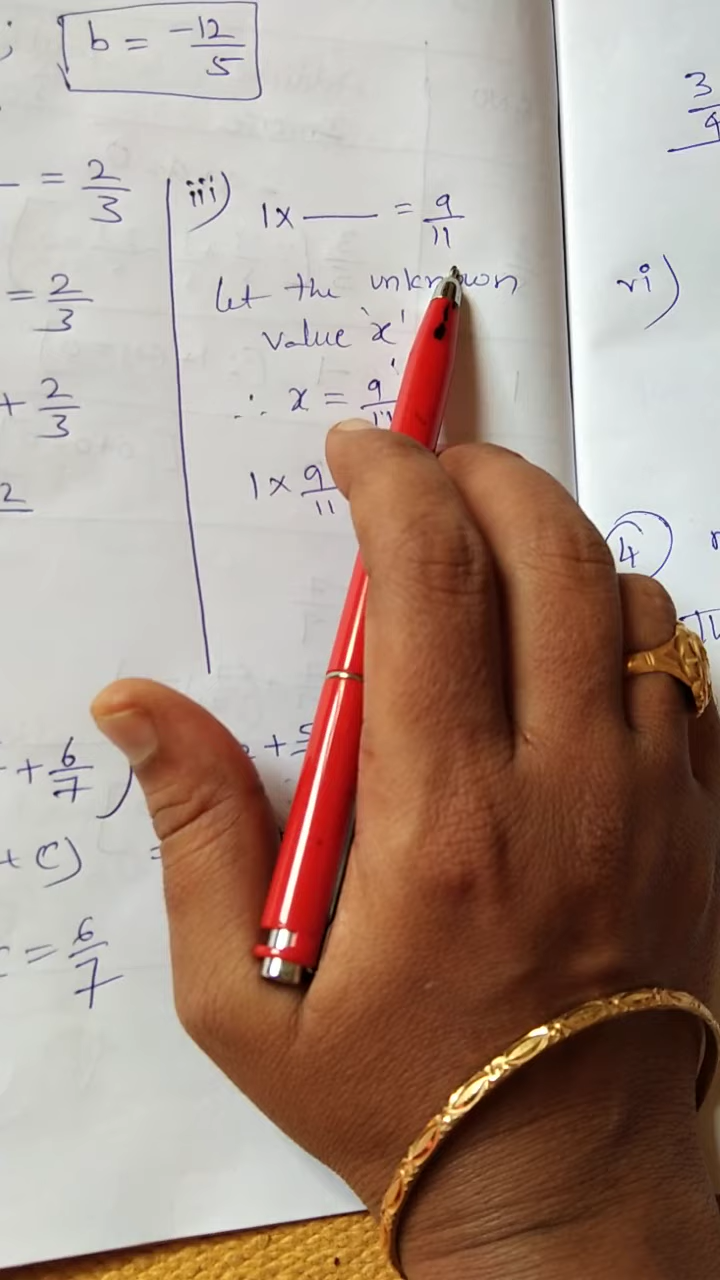 ; b = -12/5
= 2/3
= 2/3
+ 2/3
2
iii) 1 × ___ = 9/11
Let the unknown
value 'x'
∴ x = 9/11
1 × 9/11
+ 6/7)
+ 5
+ c) =
= 6/7
3/4
vi)
4